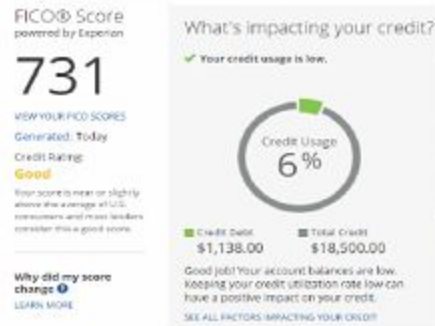 FICO® Score
powered by Experian
731
VIEW YOUR FICO SCORES
Generated: Today
Credit Rating:
Good
Your score is near or slightly
above the average of U.S.
consumers and most lenders
consider this a good score.
Why did my score
change ?
LEARN MORE
What's impacting your credit?
Your credit usage is low.
Credit Usage
6%
Credit Debt
$1,138.00
Total Credit
$18,500.00
Good job! Your account balances are low.
Keeping your credit utilization rate low can
have a positive impact on your credit.
SEE ALL FACTORS IMPACTING YOUR CREDIT